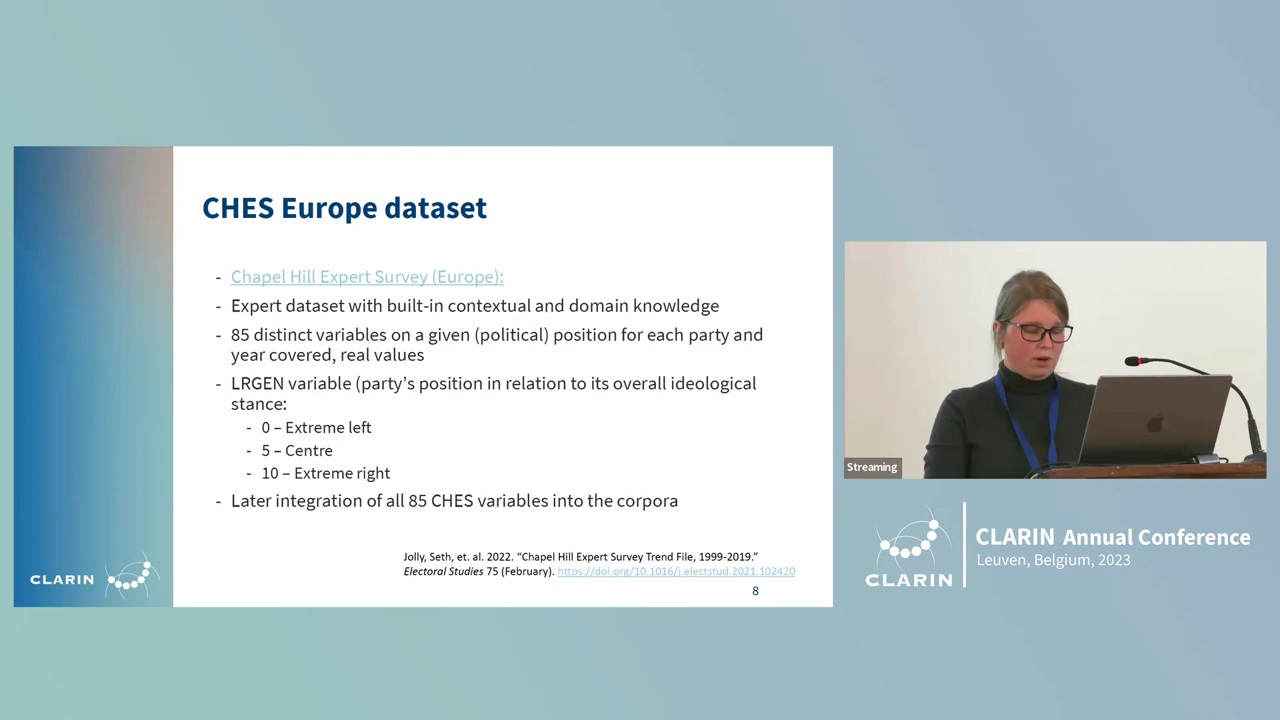 CHES Europe dataset
- Chapel Hill Expert Survey (Europe):
- Expert dataset with built-in contextual and domain knowledge
- 85 distinct variables on a given (political) position for each party and
year covered, real values
- LRGEN variable (party's position in relation to its overall ideological
stance:
- 0 – Extreme left
- 5 – Centre
- 10 – Extreme right
- Later integration of all 85 CHES variables into the corpora
Jolly, Seth, et. al. 2022. “Chapel Hill Expert Survey Trend File, 1999-2019.”
Electoral Studies 75 (February). https://doi.org/10.1016/j.electstud.2021.102420
8
CLARIN
Streaming
CLARIN
CLARIN Annual Conference
Leuven, Belgium, 2023